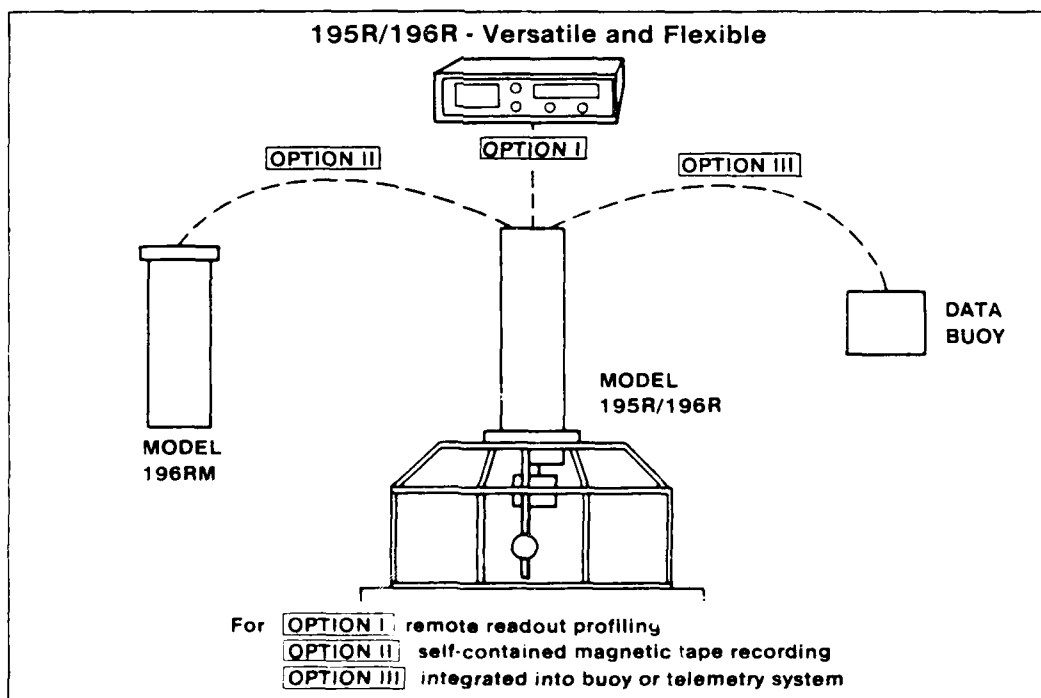 195R/196R - Versatile and Flexible
OPTION II
OPTION I
OPTION III
MODEL
196RM
MODEL
195R/196R
DATA
BUOY
For OPTION I remote readout profiling
OPTION II self-contained magnetic tape recording
OPTION III integrated into buoy or telemetry system